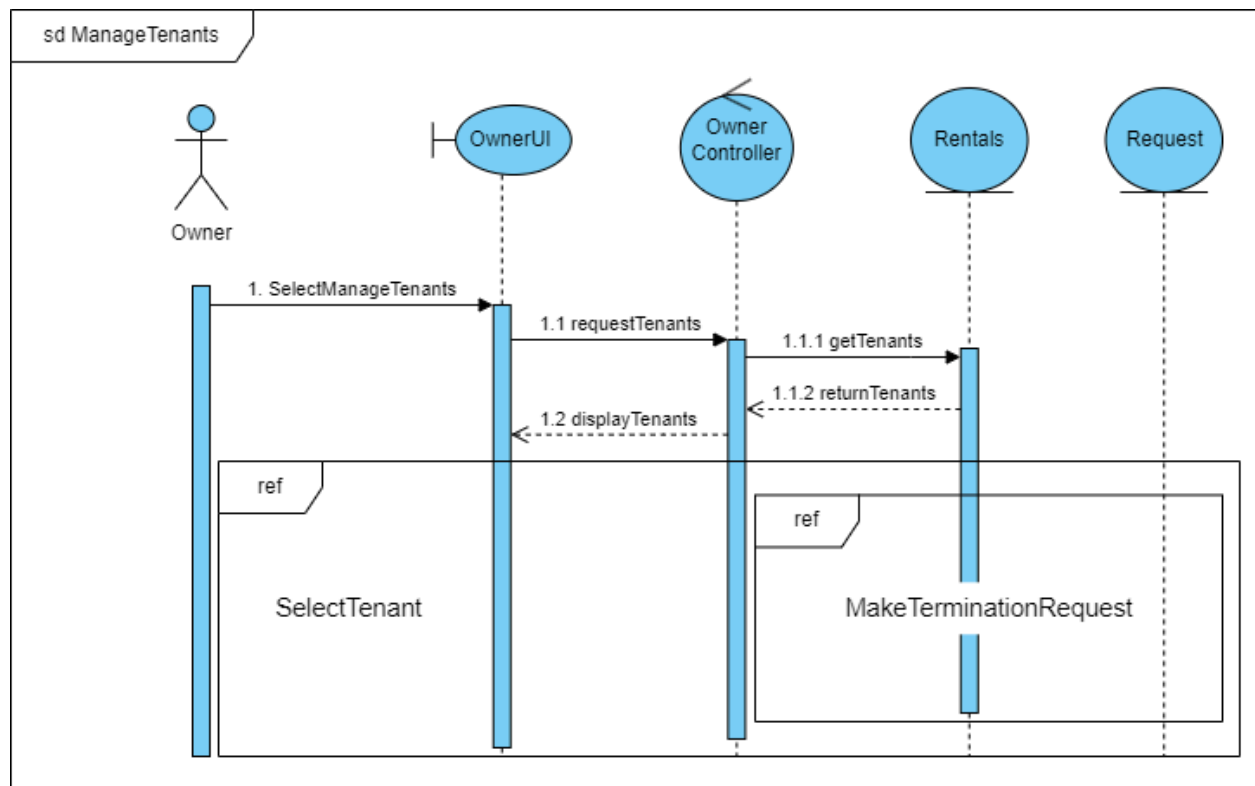 sd ManageTenants
OwnerUI
Owner
Controller
Rentals
Request
Owner
1. SelectManageTenants
1.1 requestTenants
1.1.1 getTenants
1.1.2 returnTenants
1.2 displayTenants
ref
ref
SelectTenant
MakeTerminationRequest